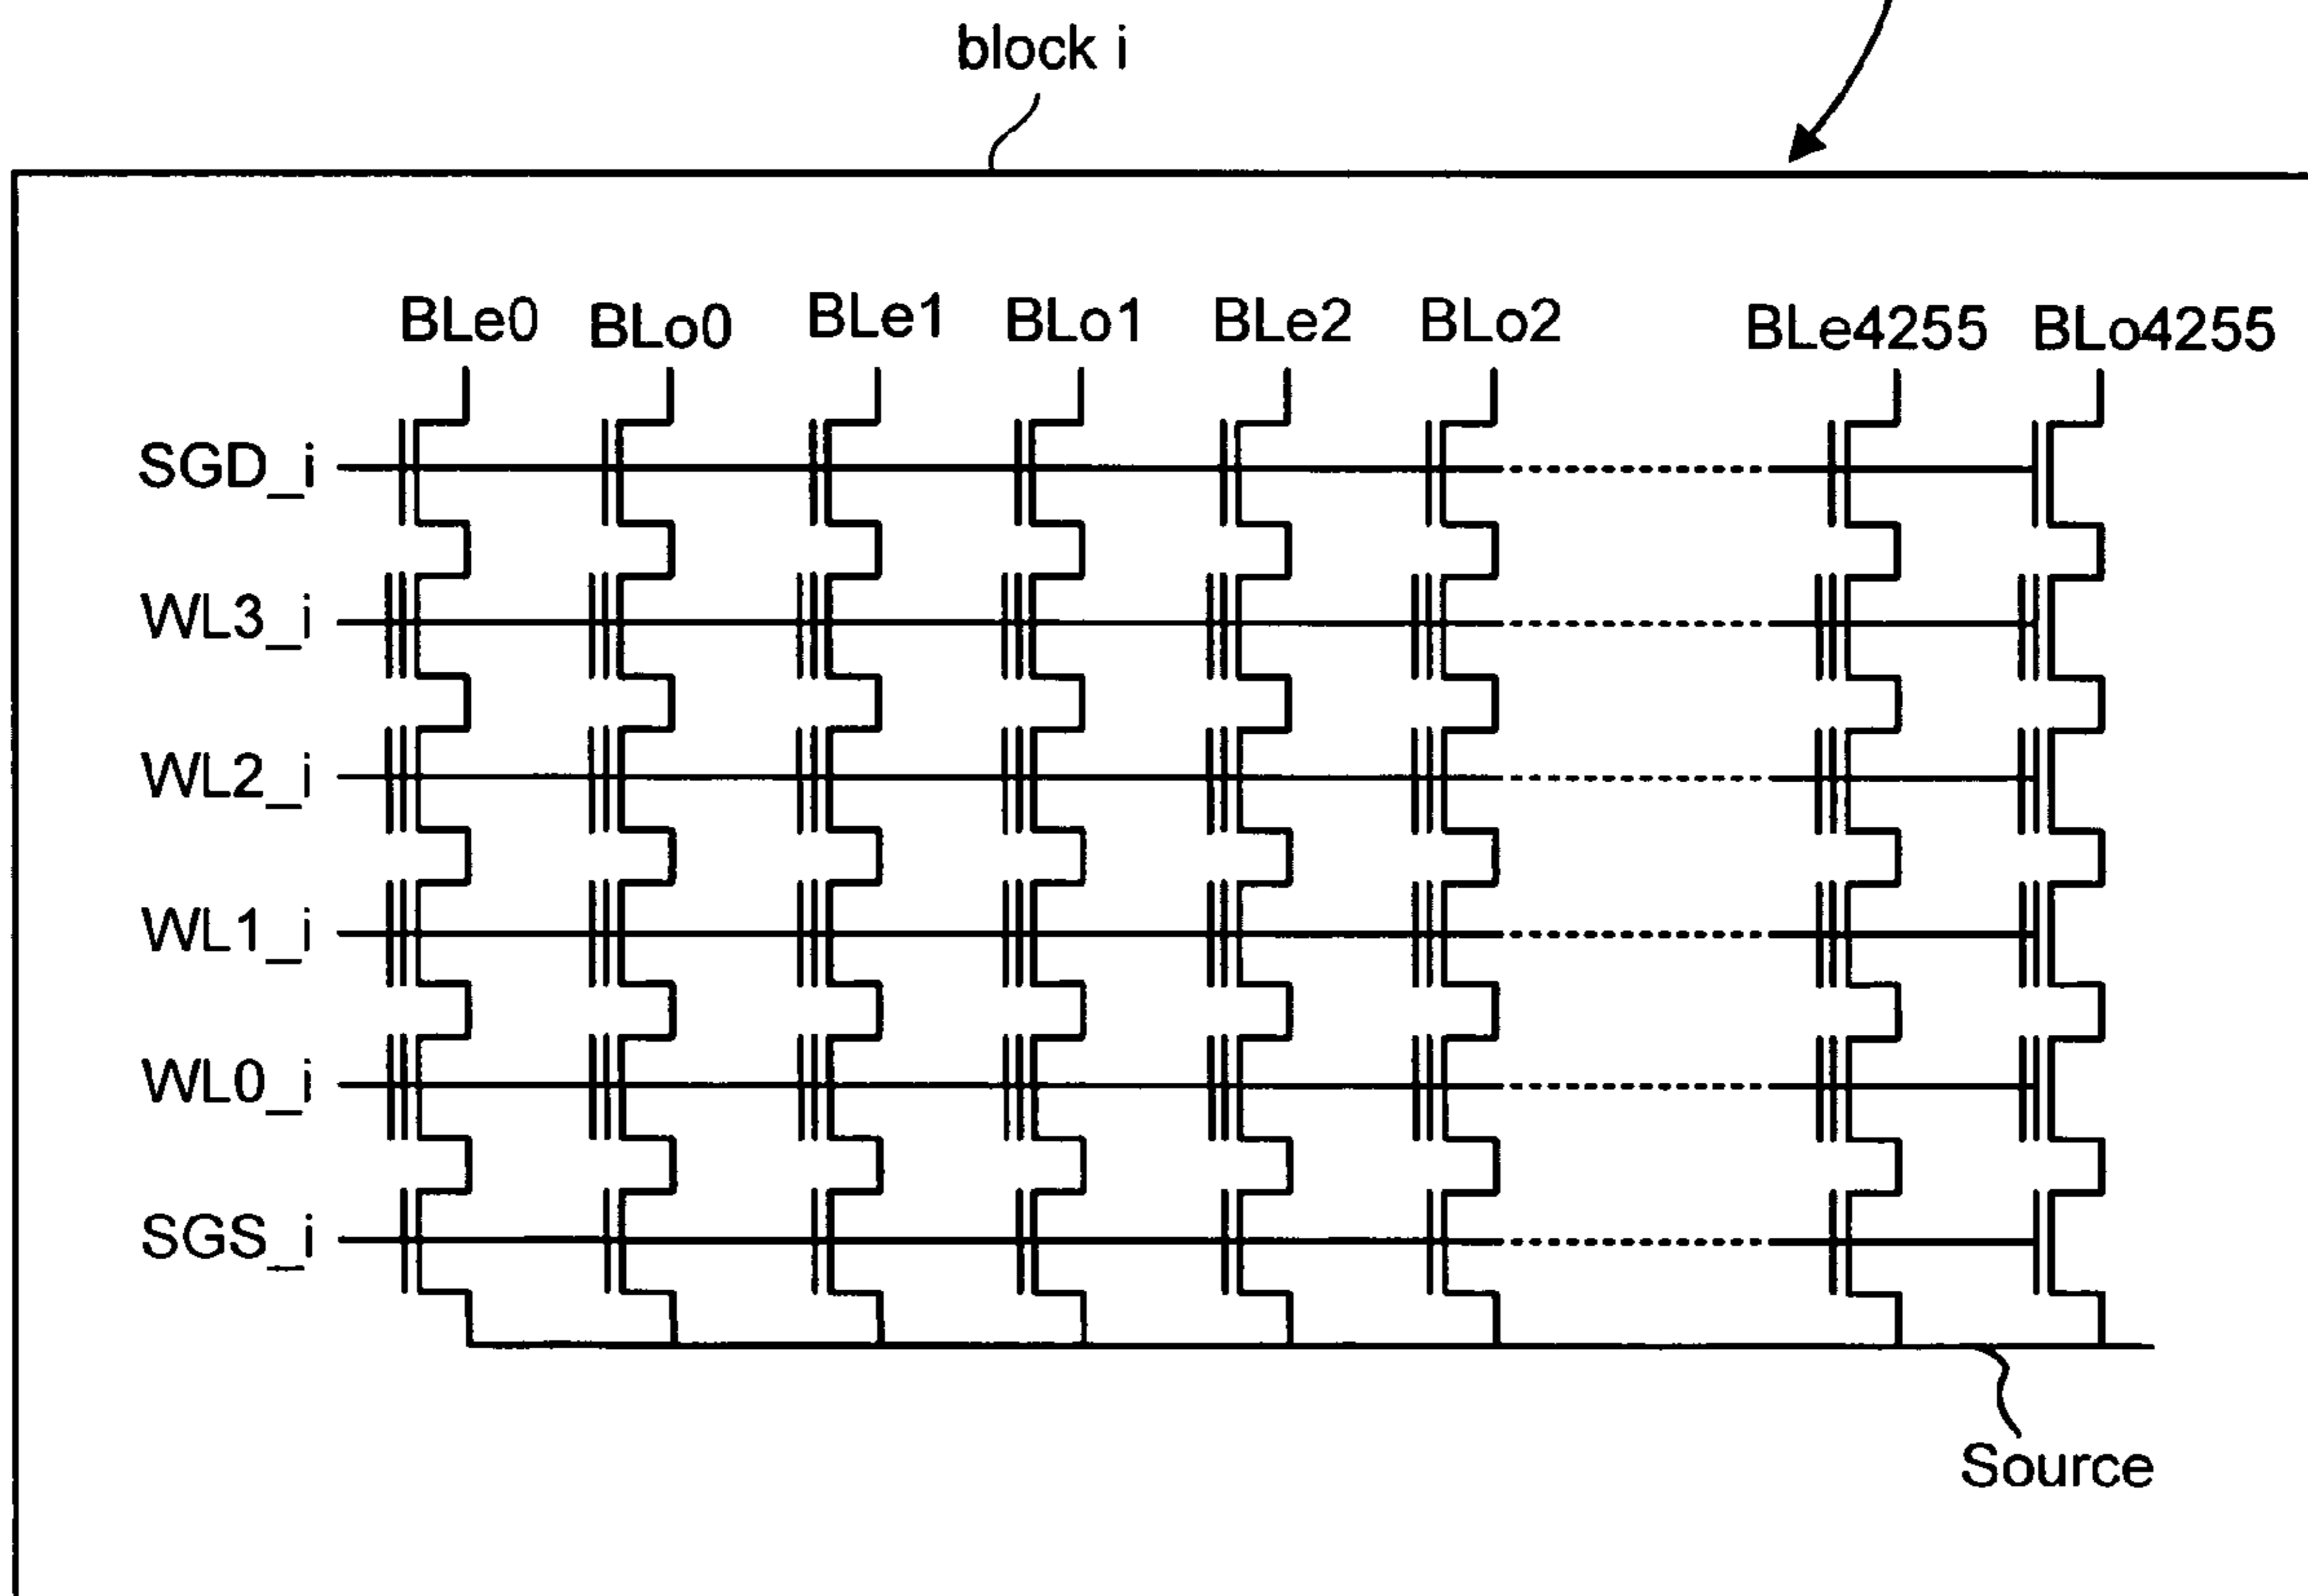 block i
BLe0 BLo0 BLe1 BLo1 BLe2 BLo2 BLe4255 BLo4255
SGD_i
WL3_i
WL2_i
WL1_i
WL0_i
SGS_i
Source